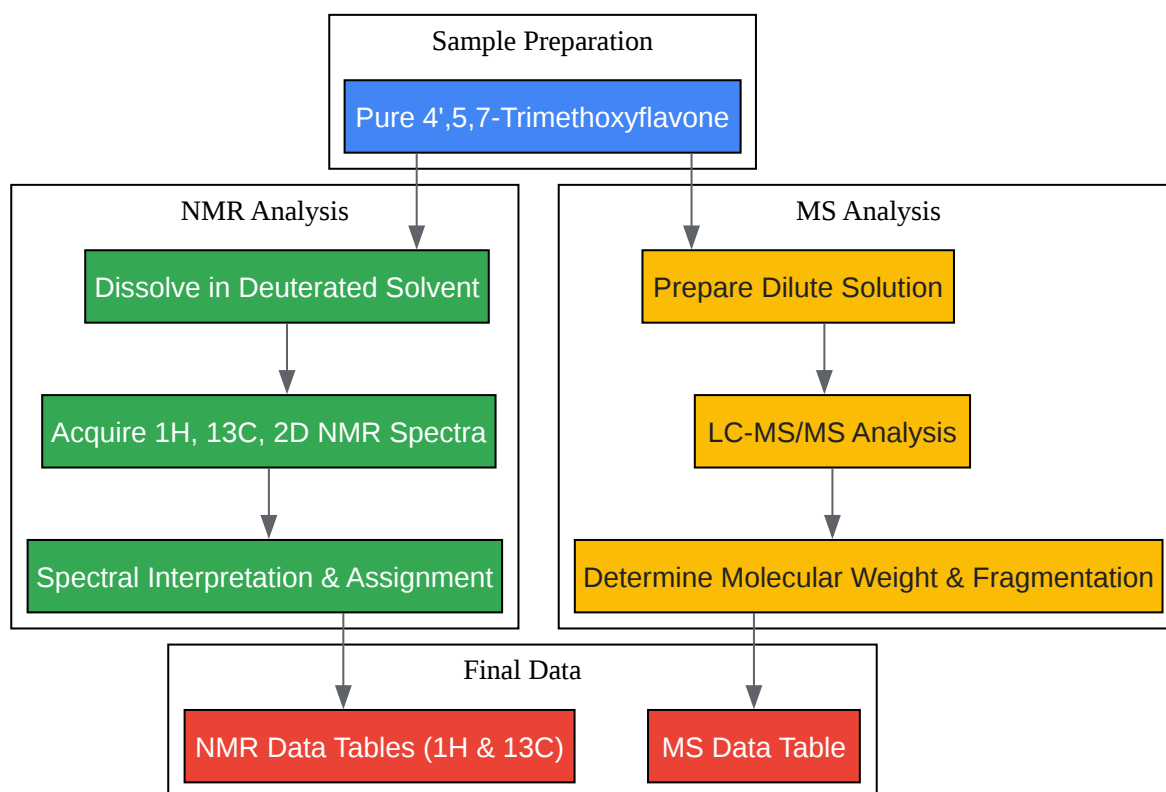 Sample Preparation
Pure 4',5,7-Trimethoxyflavone
NMR Analysis
Dissolve in Deuterated Solvent
Acquire 1H, 13C, 2D NMR Spectra
Spectral Interpretation & Assignment
MS Analysis
Prepare Dilute Solution
LC-MS/MS Analysis
Determine Molecular Weight & Fragmentation
Final Data
NMR Data Tables (1H & 13C)
MS Data Table